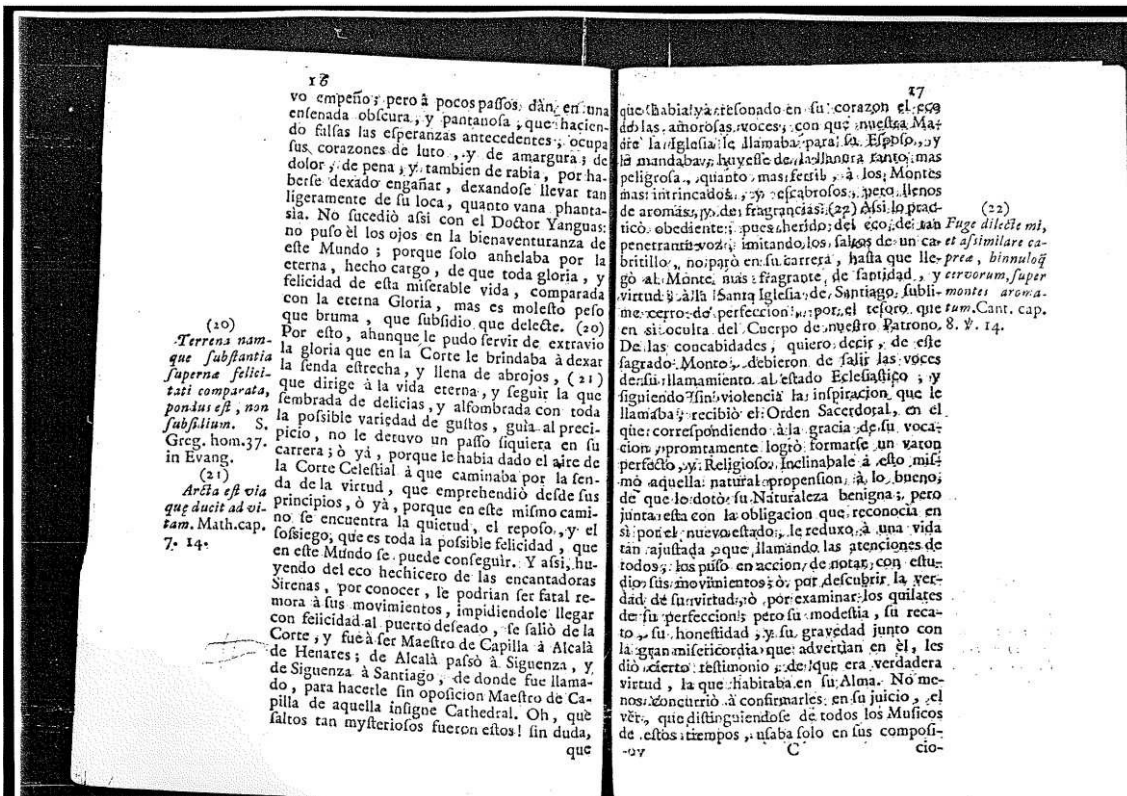 16
vo empeño; pero à pocos passos dàn en una
ensenada obscura, y pantanosa, que hacien-
do falsas las esperanzas antecedentes, ocupa
sus corazones de luto, y de amargura; de
dolor, de pena, y tambien de rabia, por ha-
berse dexado engañar, dexandose llevar tan
ligeramente de su loca, quanto vana phanta-
sia. No sucediò assi con el Doctor Yanguas:
no puso èl los ojos en la bienaventuranza de
este Mundo; porque solo anhelaba por la
eterna, hecho cargo, de que toda gloria, y
felicidad de esta miserable vida, comparada
con la eterna Gloria, mas es molesto peso
que bruma, que subsidio que delecte. (20)
Por esto, ahunque le pudo servir de extravio
la gloria que en la Corte le brindaba à dexar
la senda estrecha, y llena de abrojos, (21)
que dirige à la vida eterna, y seguir la que
sembrada de delicias, y alfombrada con toda
la possible variedad de gustos, guia al preci-
picio, no le detuvo un passo siquiera en su
carrera; ò yá, porque le habia dado el aire de
la Corte Celestial à que caminaba por la sen-
da de la virtud, que emprehendiò desde sus
principios, ò yà, porque en este mismo cami-
no se encuentra la quietud, el reposo, y el
sossiego, que es toda la possible felicidad, que
en este Mundo se puede conseguir. Y assi, hu-
yendo del eco hechicero de las encantadoras
Sirenas, por conocer, le podrian ser fatal re-
mora à sus movimientos, impidiendole llegar
con felicidad al puerto deseado, se saliò de la
Corte, y fue à ser Maestro de Capilla à Alcalà
de Henares; de Alcalà passò à Siguenza, y
de Siguenza à Santiago, de donde fue llama-
do, para hacerle sin oposicion Maestro de Ca-
pilla de aquella insigne Cathedral. Oh, què
saltos tan mysteriosos fueron estos! sin duda,
que
(20)
Terrena nam-
que substantia
supernæ felici-
tati comparata,
pondus est, non
subsidium. S.
Greg. hom. 37.
in Evang.
(21)
Arcta est via
quę ducit ad vi-
tam. Math. cap.
7. 14.
17
que habia yà resonado en su corazon el eco
de las amorosas voces, con que nuestra Ma-
dre la Iglesia le llamaba para su Esposo, y
le mandaba, huyesse de la llanura tanto mas
peligrosa, quanto mas fertil, à los Montes
mas intrincados, y escabrosos, pero llenos
de aromas, y de fragrancias. (22) Assi lo prac-
ticò obediente; pues herido del eco de tan
penetrante voz, imitando los saltos de un ca-
britillo, no parò en su carrera, hasta que lle-
gò al Monte mas fragrante de santidad, y
virtud à la Santa Iglesia de Santiago, subli-
me cerro de perfeccion, por el tesoro que
en si oculta del Cuerpo de nuestro Patrono.
De las concabidades, quiero decir, de este
sagrado Monte, debieron de salir las voces
de su llamamiento al estado Eclesiastico; y
siguiendo sin violencia la inspiracion que le
llamaba, recibiò el Orden Sacerdotal, en el
que correspondiendo à la gracia de su voca-
cion, promtamente logrò formarse un varon
perfecto, y Religioso. Inclinabale à esto mis-
mo aquella natural propension, à lo bueno,
de que lo dotò su Naturaleza benigna; pero
junta esta con la obligacion que reconocia en
sì por el nuevo estado, le reduxo à una vida
tan ajustada, que llamando las atenciones de
todos, los puso en accion de notar con estu-
dio sus movimientos; ò por descubrir la ver-
dad de su virtud, ò por examinar los quilates
de su perfeccion; pero su modestia, su reca-
to, su honestidad, y su gravedad junto con
la gran misericordia que advertian en èl, les
diò cierto testimonio, de que era verdadera
virtud, la que habitaba en su Alma. No me-
nos concurriò à confirmarles en su juicio, el
vèr, que distinguiendose de todos los Musicos
de estos tiempos, usaba solo en sus composi-
C
cio-
(22)
Fuge dilecte mi,
et assimilare ca-
preæ, hinnuloq̃
cervorum, super
montes aroma-
tum. Cant. cap.
8. ℣. 14.